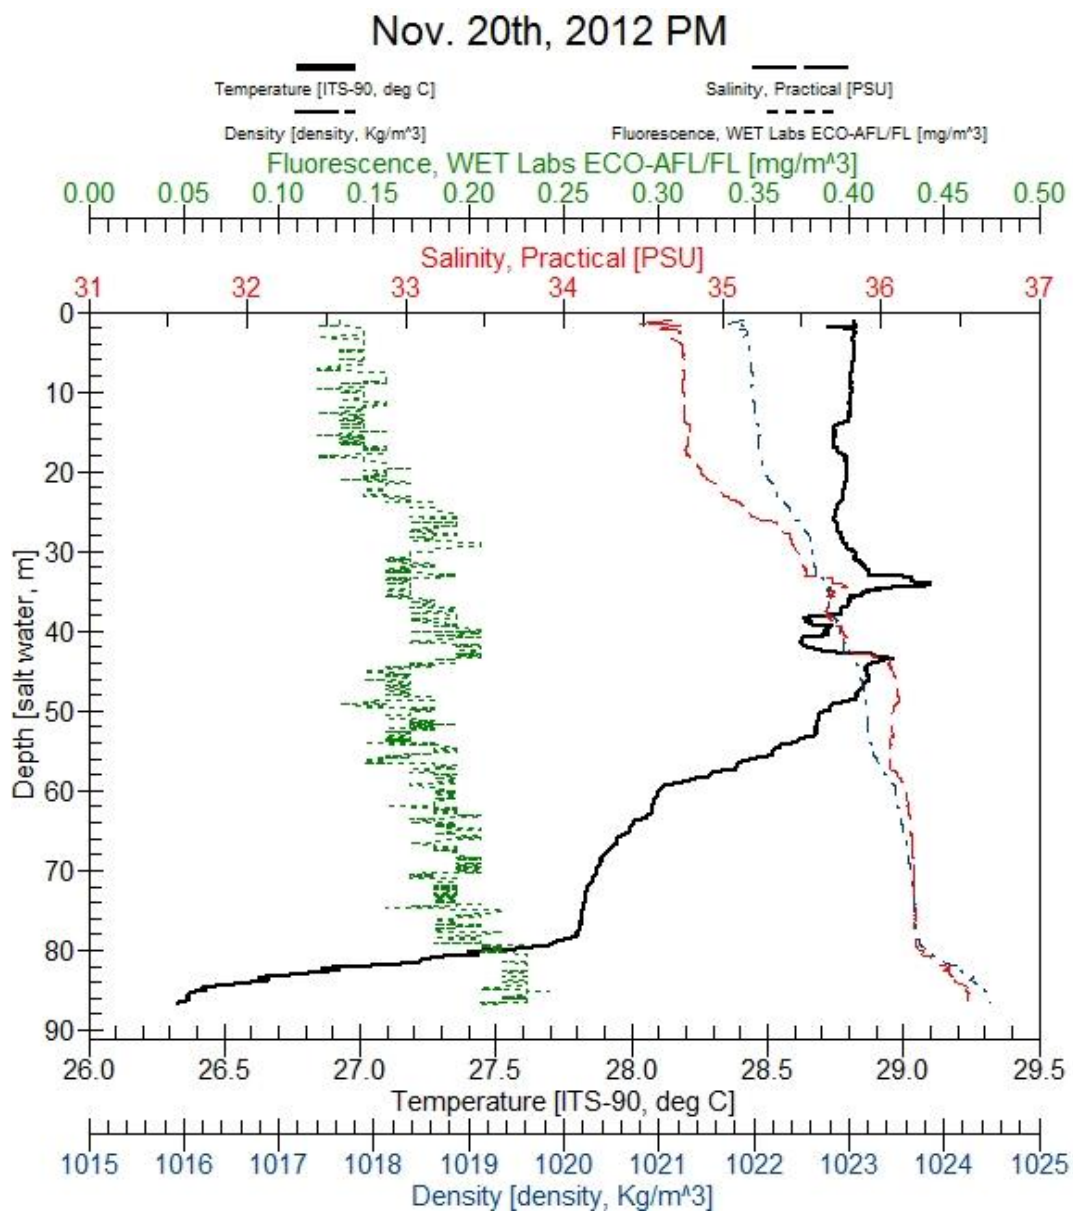 Nov. 20th, 2012 PM
Temperature [ITS-90, deg C] Salinity, Practical [PSU]
Density [density, Kg/m^3] Fluorescence, WET Labs ECO-AFL/FL [mg/m^3]
Fluorescence, WET Labs ECO-AFL/FL [mg/m^3]
0.00 0.05 0.10 0.15 0.20 0.25 0.30 0.35 0.40 0.45 0.50
Salinity, Practical [PSU]
31 32 33 34 35 36 37
0
10
20
30
40
50
60
70
80
90
Depth [salt water, m]
26.0 26.5 27.0 27.5 28.0 28.5 29.0 29.5
Temperature [ITS-90, deg C]
1015 1016 1017 1018 1019 1020 1021 1022 1023 1024 1025
Density [density, Kg/m^3]